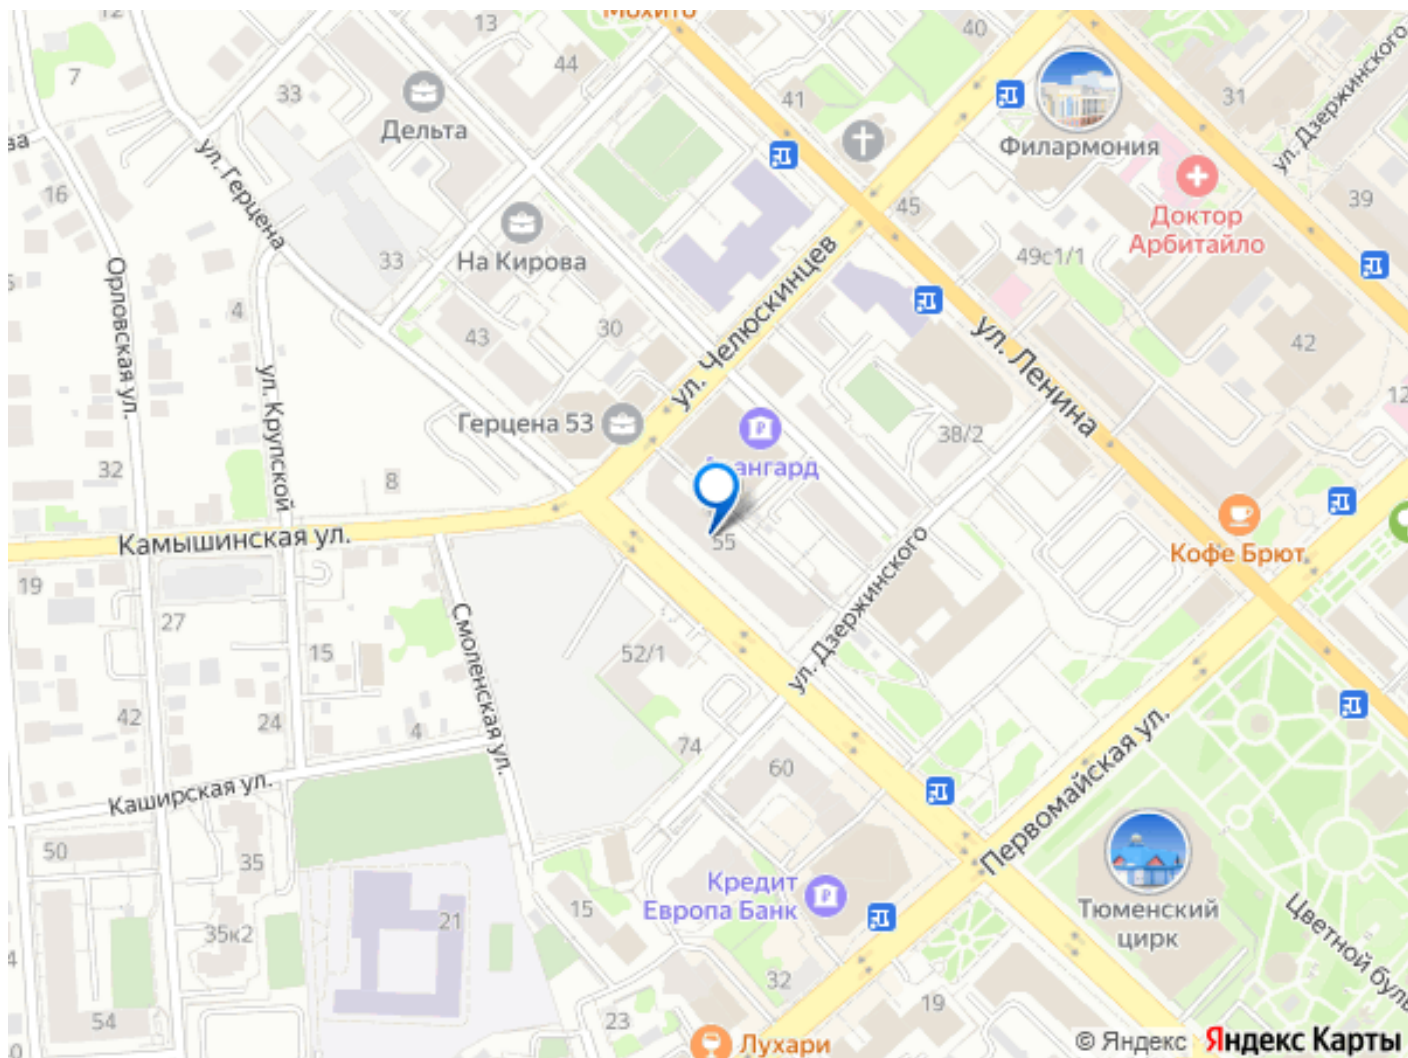 12
13
Мохито
40
7
33
44
41
31
ул. Дзержинского
Дельта
Филармония
ва
ул. Герцена
16
Доктор
Арбитайло
39
45
На Кирова
33
49с1/1
ул. Челюскинцев
Орловская ул.
4
43
30
ул. Ленина
42
ул. Крупской
12
Герцена 53
38/2
32
8
55
Камышинская ул.
Кофе Брют
19
27
Смоленская ул.
ул. Дзержинского
15
52/1
42
24
4
74
60
Первомайская ул.
Каширская ул.
50
35
Кредит
Европа Банк
Тюменский
цирк
15
21
35к2
32
Цветной буль
54
23
19
Лухари
© Яндекс Яндекс Карты